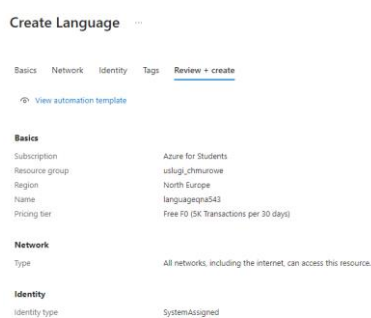 Create Language ...
Basics Network Identity Tags Review + create
View automation template
Basics
Subscription Azure for Students
Resource group uslugi_chmurowe
Region North Europe
Name languageqna543
Pricing tier Free F0 (5K Transactions per 30 days)
Network
Type All networks, including the internet, can access this resource.
Identity
Identity type SystemAssigned